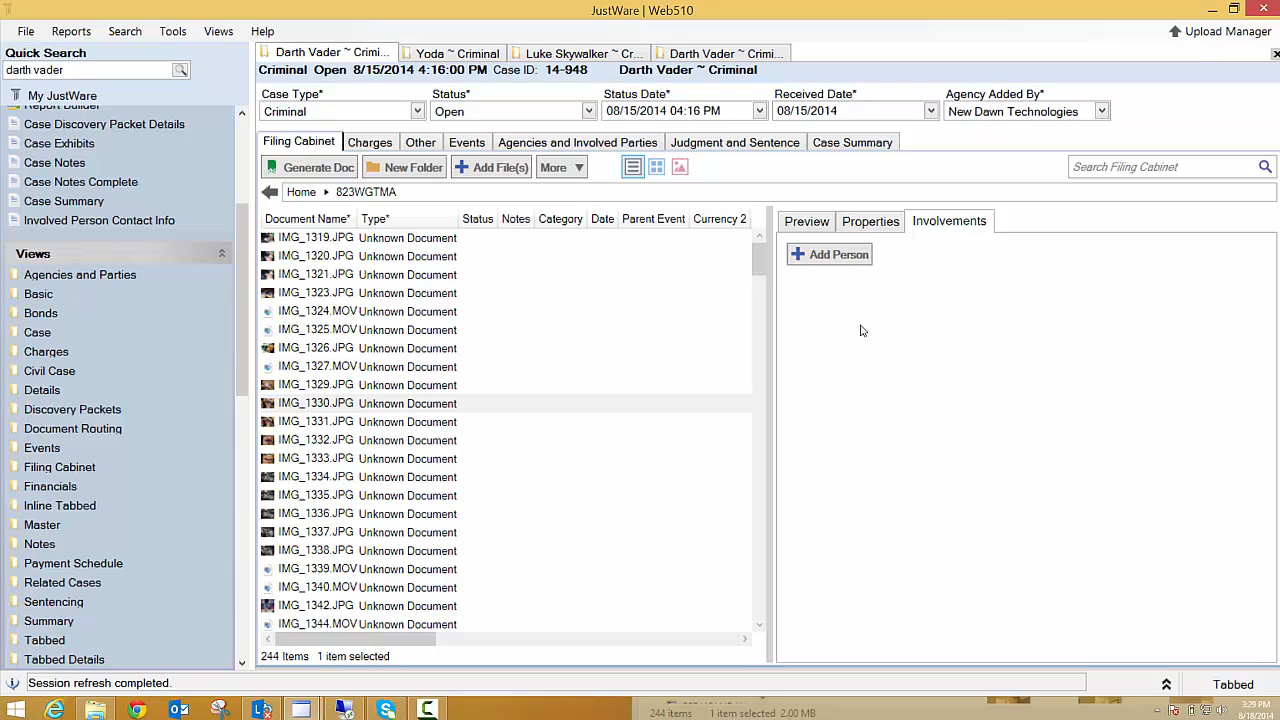 JustWare | Web510
File Reports Search Tools Views Help
Upload Manager
Quick Search
darth vader
My JustWare
Report Builder
Case Discovery Packet Details
Case Exhibits
Case Notes
Case Notes Complete
Case Summary
Involved Person Contact Info
Views
Agencies and Parties
Basic
Bonds
Case
Charges
Civil Case
Details
Discovery Packets
Document Routing
Events
Filing Cabinet
Financials
Inline Tabbed
Master
Notes
Payment Schedule
Related Cases
Sentencing
Summary
Tabbed
Tabbed Details
Darth Vader ~ Crimi... Yoda ~ Criminal Luke Skywalker ~ Cr... Darth Vader ~ Crimi...
Criminal Open 8/15/2014 4:16:00 PM Case ID: 14-948 Darth Vader ~ Criminal
Case Type* Status* Status Date* Received Date* Agency Added By*
Criminal Open 08/15/2014 04:16 PM 08/15/2014 New Dawn Technologies
Filing Cabinet Charges Other Events Agencies and Involved Parties Judgment and Sentence Case Summary
Generate Doc New Folder Add File(s) More Search Filing Cabinet
Home 823WGTMA
Document Name* Type* Status Notes Category Date Parent Event Currency 2
IMG_1319.JPG Unknown Document
IMG_1320.JPG Unknown Document
IMG_1321.JPG Unknown Document
IMG_1323.JPG Unknown Document
IMG_1324.MOV Unknown Document
IMG_1325.MOV Unknown Document
IMG_1326.JPG Unknown Document
IMG_1327.MOV Unknown Document
IMG_1329.JPG Unknown Document
IMG_1330.JPG Unknown Document
IMG_1331.JPG Unknown Document
IMG_1332.JPG Unknown Document
IMG_1333.JPG Unknown Document
IMG_1334.JPG Unknown Document
IMG_1335.JPG Unknown Document
IMG_1336.JPG Unknown Document
IMG_1337.JPG Unknown Document
IMG_1338.JPG Unknown Document
IMG_1339.MOV Unknown Document
IMG_1340.MOV Unknown Document
IMG_1342.JPG Unknown Document
IMG_1344.MOV Unknown Document
244 Items 1 item selected
Preview Properties Involvements
Add Person
Session refresh completed.
Tabbed
244 items 1 item selected 2.00 MB
3:29 PM
8/18/2014